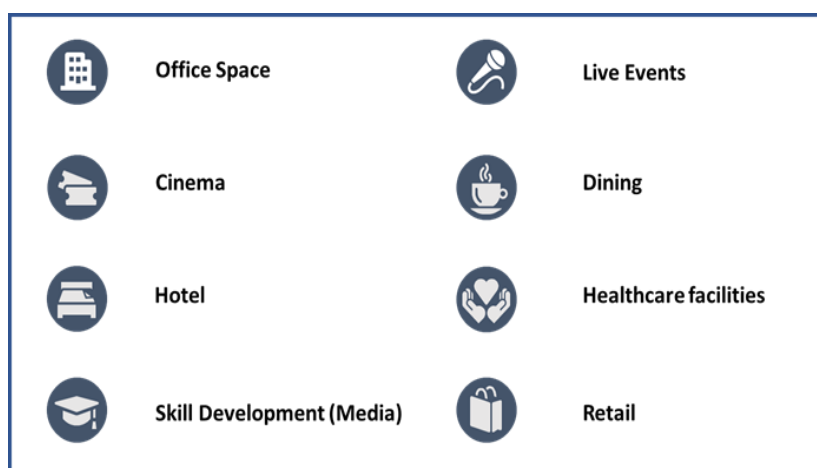 Office Space
Live Events
Cinema
Dining
Hotel
Healthcare facilities
Skill Development (Media)
Retail